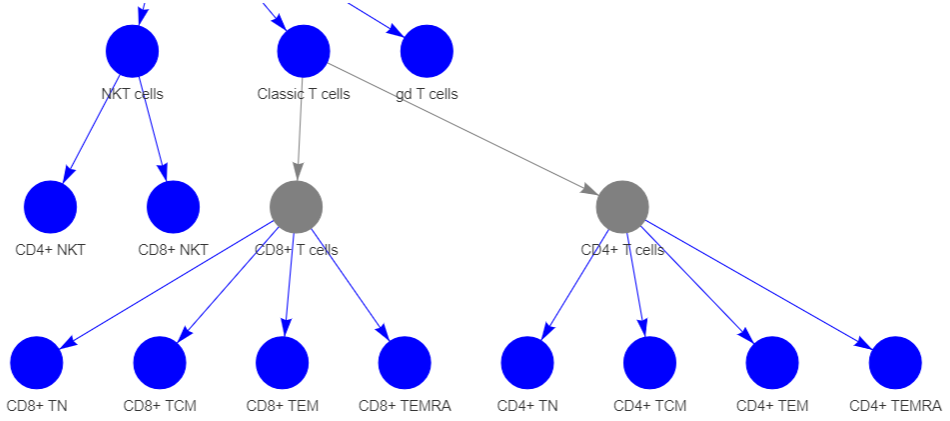 NKT cells
Classic T cells
gd T cells
CD4+ NKT
CD8+ NKT
CD8+ T cells
CD4+ T cells
CD8+ TN
CD8+ TCM
CD8+ TEM
CD8+ TEMRA
CD4+ TN
CD4+ TCM
CD4+ TEM
CD4+ TEMRA